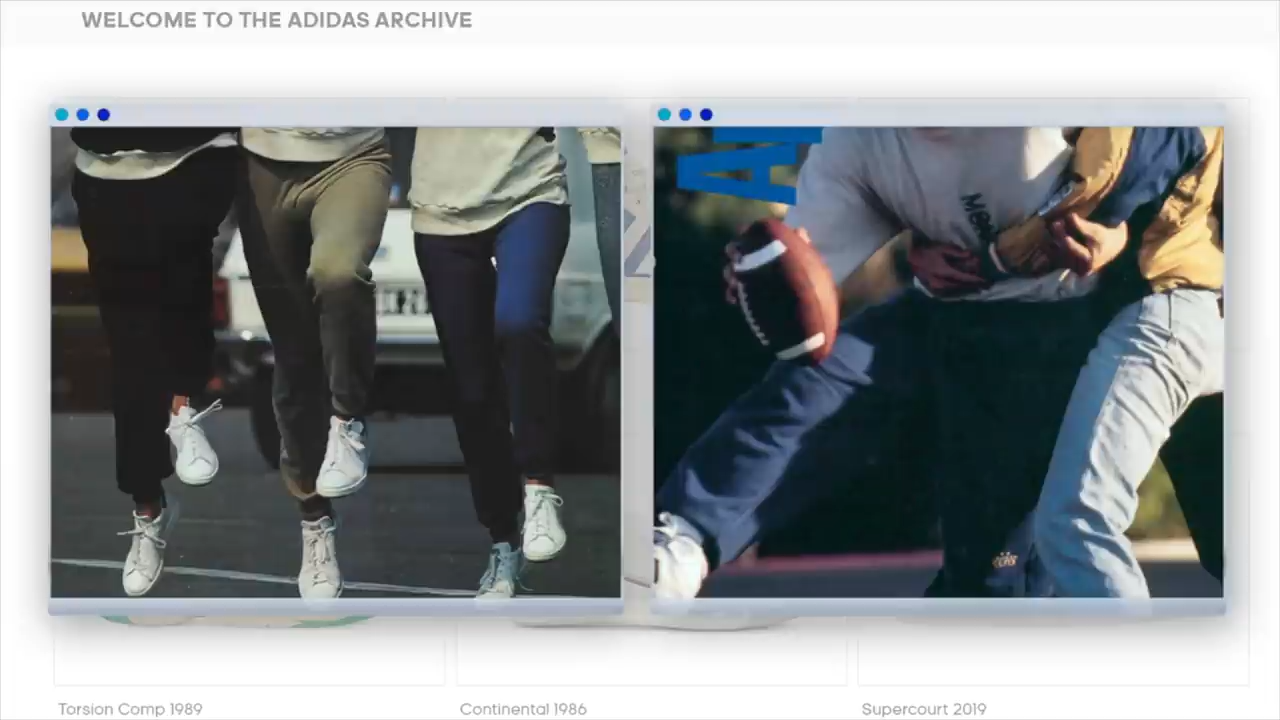 WELCOME TO THE ADIDAS ARCHIVE
Torsion Comp 1989
Continental 1986
Supercourt 2019